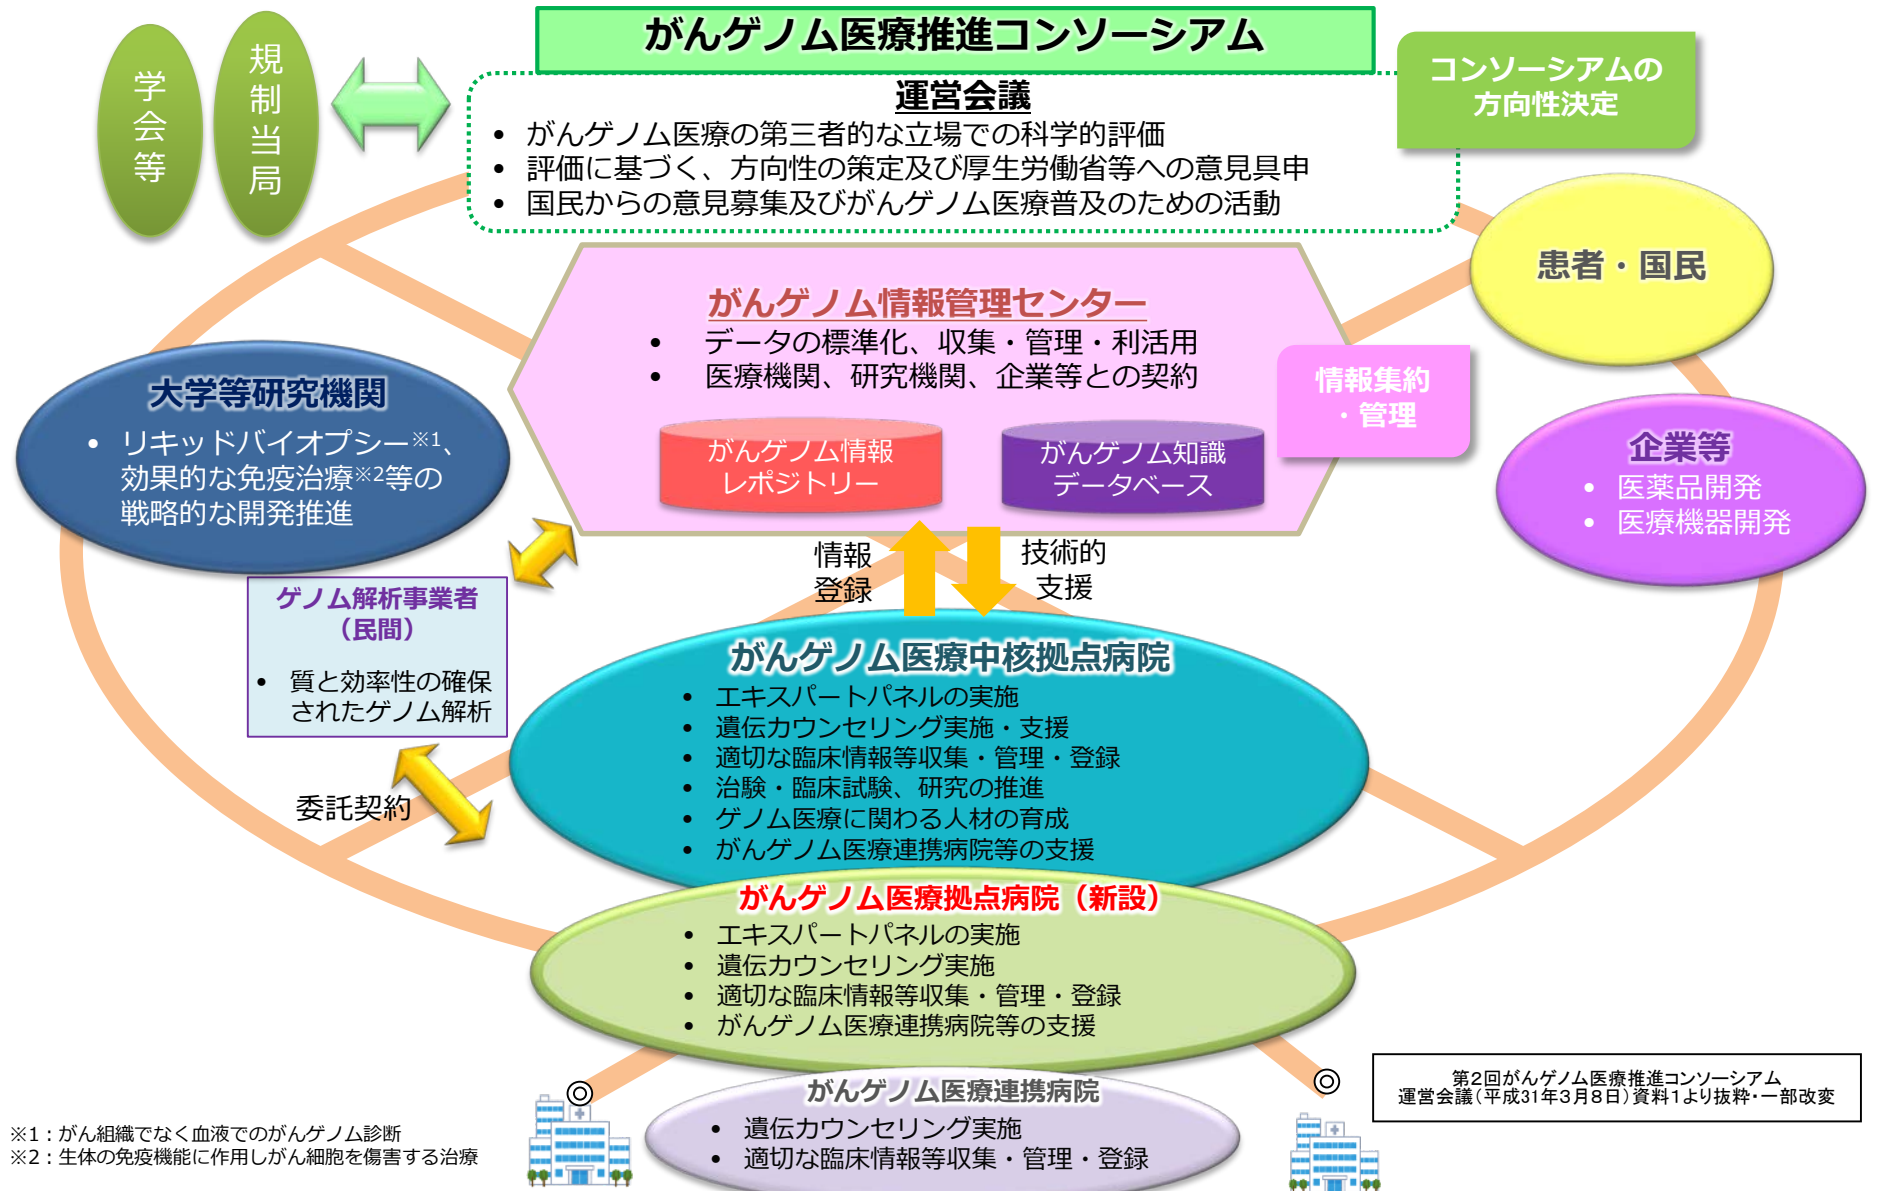 がんゲノム医療推進コンソーシアム
学会等
規制当局
運営会議
• がんゲノム医療の第三者的な立場での科学的評価
• 評価に基づく、方向性の策定及び厚生労働省等への意見具申
• 国民からの意見募集及びがんゲノム医療普及のための活動
コンソーシアムの
方向性決定
患者・国民
がんゲノム情報管理センター
• データの標準化、収集・管理・利活用
• 医療機関、研究機関、企業等との契約
情報集約
・管理
がんゲノム情報
レポジトリー
がんゲノム知識
データベース
大学等研究機関
• リキッドバイオプシー※1、
効果的な免疫治療※2等の
戦略的な開発推進
企業等
• 医薬品開発
• 医療機器開発
情報
登録
技術的
支援
ゲノム解析事業者
（民間）
• 質と効率性の確保
されたゲノム解析
委託契約
がんゲノム医療中核拠点病院
• エキスパートパネルの実施
• 遺伝カウンセリング実施・支援
• 適切な臨床情報等収集・管理・登録
• 治験・臨床試験、研究の推進
• ゲノム医療に関わる人材の育成
• がんゲノム医療連携病院等の支援
がんゲノム医療拠点病院（新設）
• エキスパートパネルの実施
• 遺伝カウンセリング実施
• 適切な臨床情報等収集・管理・登録
• がんゲノム医療連携病院等の支援
がんゲノム医療連携病院
• 遺伝カウンセリング実施
• 適切な臨床情報等収集・管理・登録
◎
◎
第2回がんゲノム医療推進コンソーシアム
運営会議(平成31年3月8日)資料1より抜粋・一部改変
※1：がん組織でなく血液でのがんゲノム診断
※2：生体の免疫機能に作用しがん細胞を傷害する治療